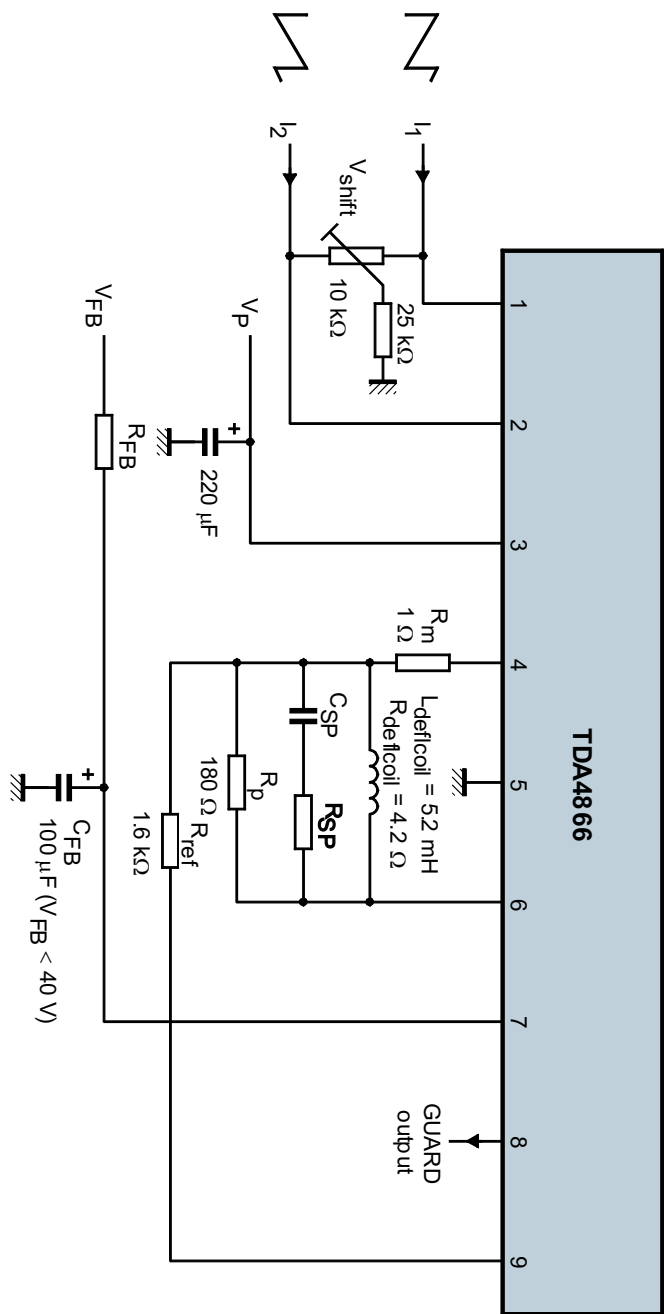 TDA4866
1
2
3
4
5
6
7
8
9
I1
I2
Vshift
10 kΩ
25 kΩ
VP
220 μF
VFB
RFB
Rm
1 Ω
Ldeflcoil = 5.2 mH
Rdeflcoil = 4.2 Ω
CSP
RSP
Rp
180 Ω
Rref
1.6 kΩ
CFB
100 μF (VFB < 40 V)
GUARD
output
+
+